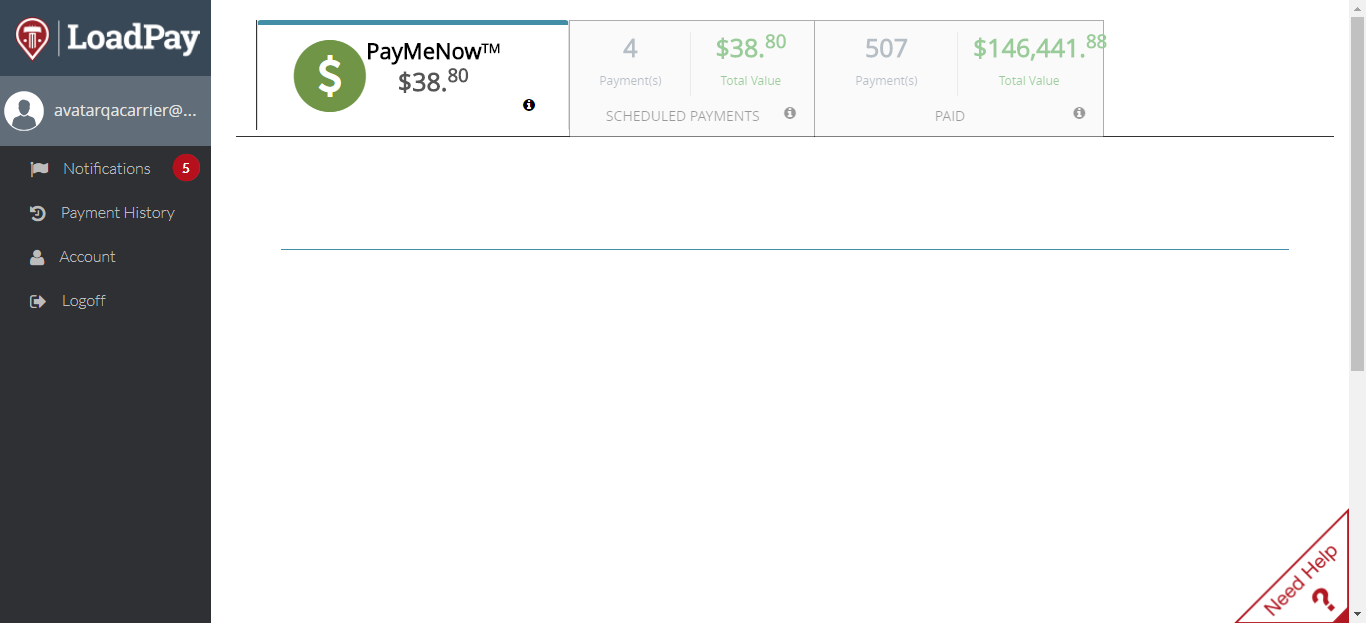 LoadPay
avatarqacarrier@...
Notifications 5
Payment History
Account
Logoff
$ PayMeNow™
$38.80
4 $38.80
Payment(s) Total Value
SCHEDULED PAYMENTS i
507 $146,441.88
Payment(s) Total Value
PAID i
Need Help
?